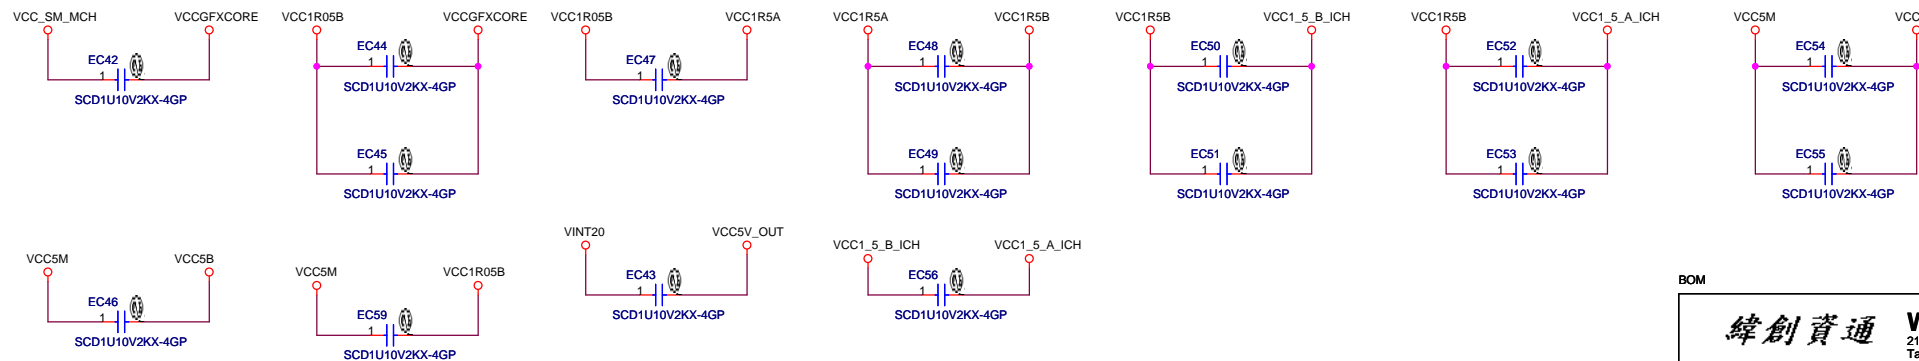 VCC_SM_MCH VCCGFXCORE VCC1R05B VCCGFXCORE VCC1R05B VCC1R5A VCC1R5A VCC1R5B VCC1R5B VCC1_5_B_ICH VCC1R5B VCC1_5_A_ICH VCC5M VCC
EC42 EC44 EC47 EC48 EC50 EC52 EC54
1 1 1 1 1 1 1
SCD1U10V2KX-4GP SCD1U10V2KX-4GP SCD1U10V2KX-4GP SCD1U10V2KX-4GP SCD1U10V2KX-4GP SCD1U10V2KX-4GP SCD1U10V2KX-4GP
EC45 EC49 EC51 EC53 EC55
1 1 1 1 1
SCD1U10V2KX-4GP SCD1U10V2KX-4GP SCD1U10V2KX-4GP SCD1U10V2KX-4GP SCD1U10V2KX-4GP
VCC5M VCC5B VCC5M VCC1R05B VINT20 VCC5V_OUT VCC1_5_B_ICH VCC1_5_A_ICH
EC46 EC59 EC43 EC56
1 1 1 1
SCD1U10V2KX-4GP SCD1U10V2KX-4GP SCD1U10V2KX-4GP SCD1U10V2KX-4GP
BOM
緯創資通 W
21
Ta